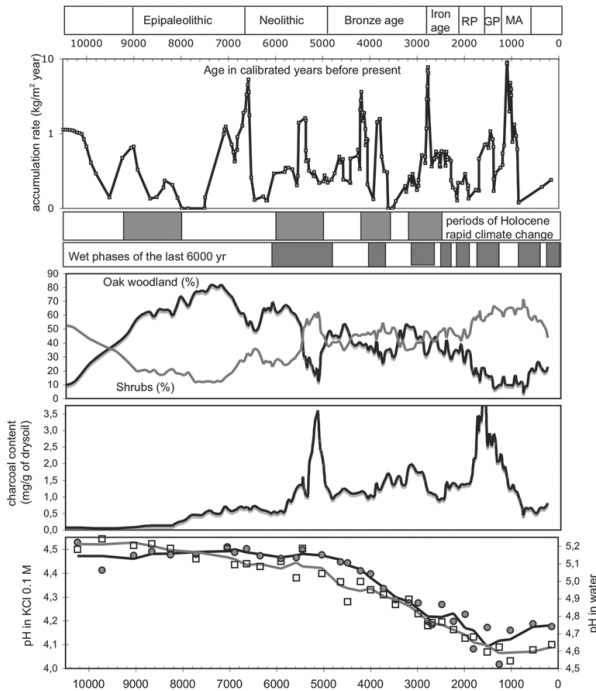 Epipaleolithic Neolithic Bronze age Iron age RP GP MA
10000 9000 8000 7000 6000 5000 4000 3000 2000 1000 0
Age in calibrated years before present
accumulation rate (kg/m² year)
10
1
0
periods of Holocene
rapid climate change
Wet phases of the last 6000 yr
90
80
70
60
50
40
30
20
10
0
Oak woodland (%)
Shrubs (%)
charcoal content
(mg/g of drysoil)
3,5
3,0
2,5
2,0
1,5
1,0
0,5
0,0
pH in KCl 0.1 M
4,5
4,4
4,3
4,2
4,1
4,0
5,2
5,1
5,0
4,9
4,8
4,7
4,6
4,5
pH in water
10000 9000 8000 7000 6000 5000 4000 3000 2000 1000 0